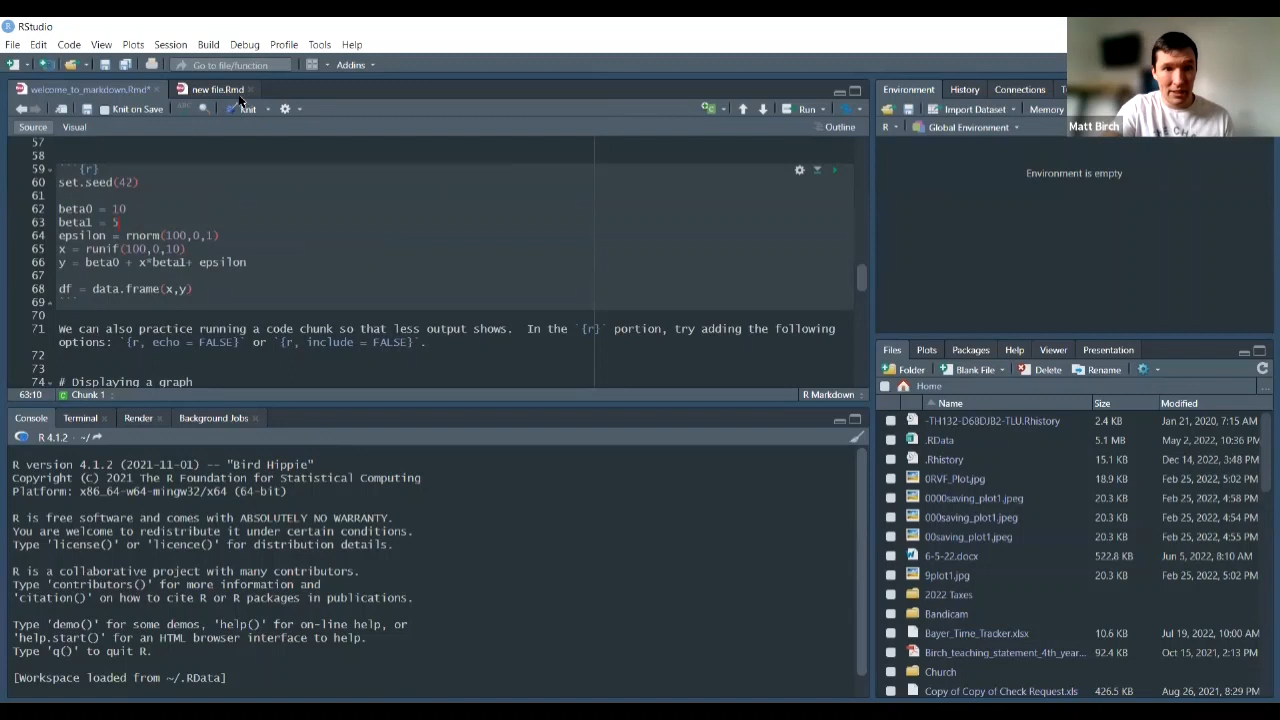 RStudio
File Edit Code View Plots Session Build Debug Profile Tools Help
Go to file/function Addins
Matt Birch
welcome_to_markdown.Rmd* new file.Rmd
Knit on Save Knit Run
Source Visual Outline
57
58
59 ```{r}
60 set.seed(42)
61
62 beta0 = 10
63 beta1 = 5
64 epsilon = rnorm(100,0,1)
65 x = runif(100,0,10)
66 y = beta0 + x*beta1+ epsilon
67
68 df = data.frame(x,y)
69 ```
70
71 We can also practice running a code chunk so that less output shows. In the `{r}` portion, try adding the following
options: `{r, echo = FALSE}` or `{r, include = FALSE}`.
72
73
74 # Displaying a graph
63:10 Chunk 1 R Markdown
Console Terminal Render Background Jobs
R 4.1.2 · ~/
R version 4.1.2 (2021-11-01) -- "Bird Hippie"
Copyright (C) 2021 The R Foundation for Statistical Computing
Platform: x86_64-w64-mingw32/x64 (64-bit)
R is free software and comes with ABSOLUTELY NO WARRANTY.
You are welcome to redistribute it under certain conditions.
Type 'license()' or 'licence()' for distribution details.
R is a collaborative project with many contributors.
Type 'contributors()' for more information and
'citation()' on how to cite R or R packages in publications.
Type 'demo()' for some demos, 'help()' for on-line help, or
'help.start()' for an HTML browser interface to help.
Type 'q()' to quit R.
[Workspace loaded from ~/.RData]
Environment History Connections
Import Dataset Memory
R Global Environment
Environment is empty
Files Plots Packages Help Viewer Presentation
Folder Blank File Delete Rename
Home
Name Size Modified
-TH132-D68DJB2-TLU.Rhistory 2.4 KB Jan 21, 2020, 7:15 AM
.RData 5.1 MB May 2, 2022, 10:36 PM
.Rhistory 15.1 KB Dec 14, 2022, 3:48 PM
0RVF_Plot.jpg 18.9 KB Feb 25, 2022, 5:02 PM
0000saving_plot1.jpeg 20.3 KB Feb 25, 2022, 4:58 PM
000saving_plot1.jpg 20.3 KB Feb 25, 2022, 4:54 PM
00saving_plot1.jpg 20.3 KB Feb 25, 2022, 4:55 PM
6-5-22.docx 522.8 KB Jun 5, 2022, 8:10 AM
9plot1.jpg 20.3 KB Feb 25, 2022, 5:02 PM
2022 Taxes
Bandicam
Bayer_Time_Tracker.xlsx 10.6 KB Jul 19, 2022, 10:00 AM
Birch_teaching_statement_4th_year... 92.4 KB Oct 15, 2021, 2:13 PM
Church
Copy of Copy of Check Request.xls 426.5 KB Aug 26, 2021, 8:29 PM